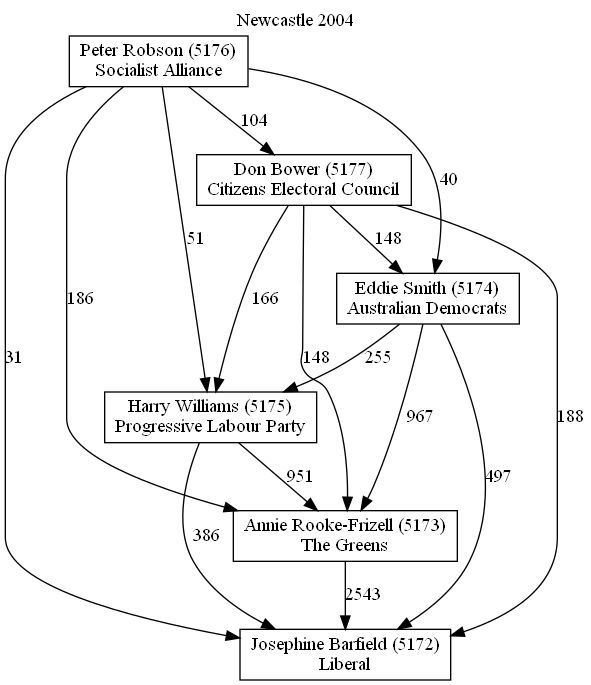 Newcastle 2004
Peter Robson (5176)
Socialist Alliance
104
Don Bower (5177)
Citizens Electoral Council
40
51
148
Eddie Smith (5174)
Australian Democrats
186
166
31
148
255
Harry Williams (5175)
Progressive Labour Party
967
188
951
497
Annie Rooke-Frizell (5173)
The Greens
386
2543
Josephine Barfield (5172)
Liberal